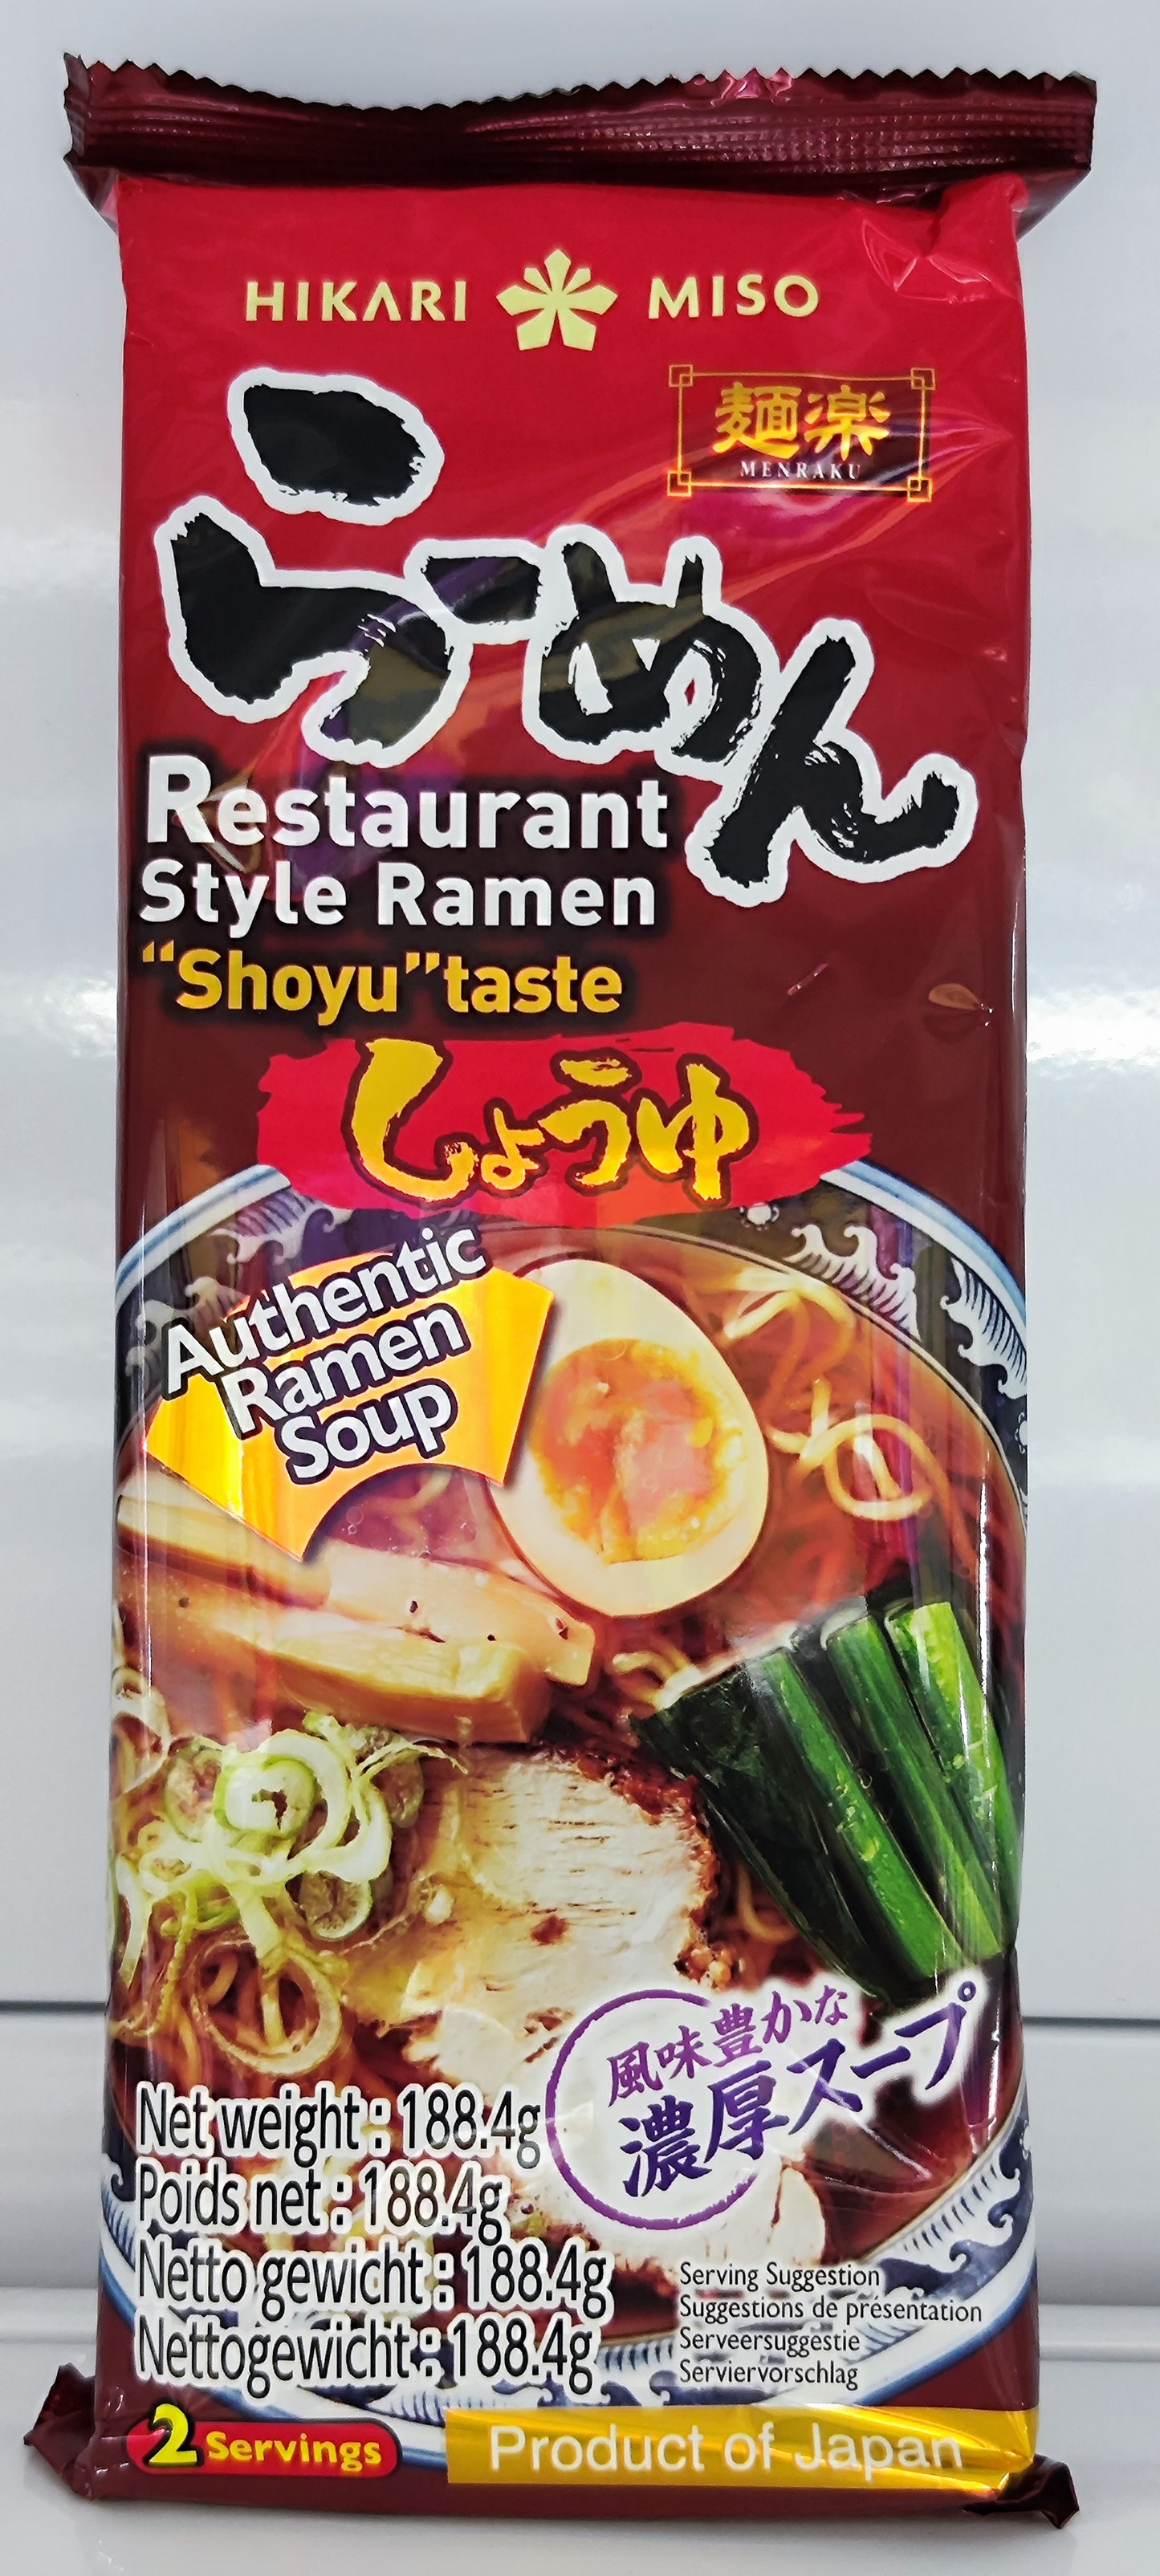 HIKARI MISO
麺楽
MENRAKU
らーめん
Restaurant
Style Ramen
“Shoyu”taste
しょうゆ
Authentic
Ramen
Soup
風味豊かな
濃厚スープ
Net weight : 188.4g
Poids net : 188.4g
Netto gewicht : 188.4g
Nettogewicht : 188.4g
Serving Suggestion
Suggestions de présentation
Serveersuggestie
Serviervorschlag
2 Servings
Product of Japan